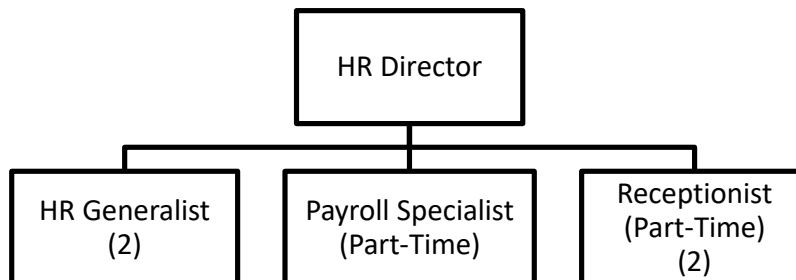 HR Director
HR Generalist
(2)
Payroll Specialist
(Part-Time)
Receptionist
(Part-Time)
(2)